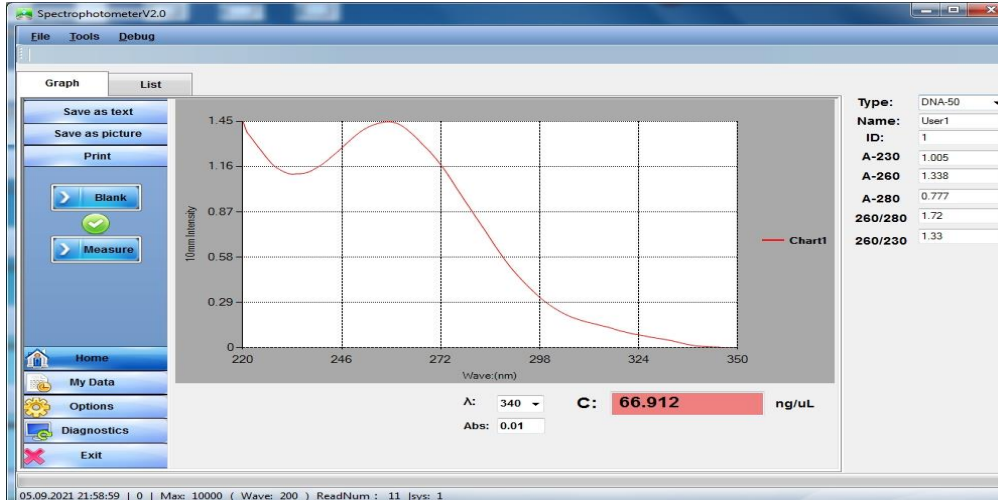 SpectrophotometerV2.0
File Tools Debug
Graph List
Save as text
Save as picture
Print
Blank
Measure
Home
My Data
Options
Diagnostics
Exit
1.45
1.16
0.87
0.58
0.29
0
10mm Intensity
220 246 272 298 324 350
Wave:(nm)
Chart1
λ: 340
Abs: 0.01
C: 66.912 ng/uL
Type: DNA-50
Name: User1
ID: 1
A-230 1.005
A-260 1.338
A-280 0.777
260/280 1.72
260/230 1.33
05.09.2021 21:58:59 | 0 | Max: 10000 ( Wave: 200 ) ReadNum : 11 |sys: 1